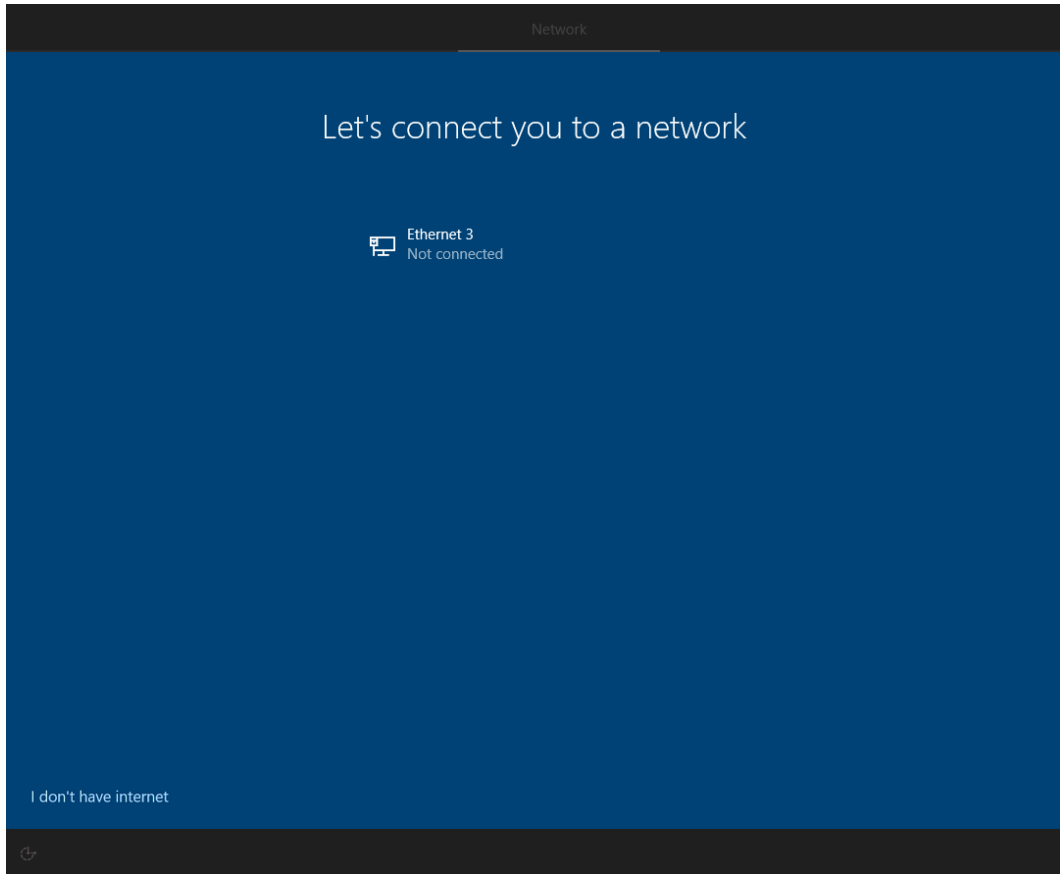 Network
Let's connect you to a network
Ethernet 3
Not connected
I don't have internet